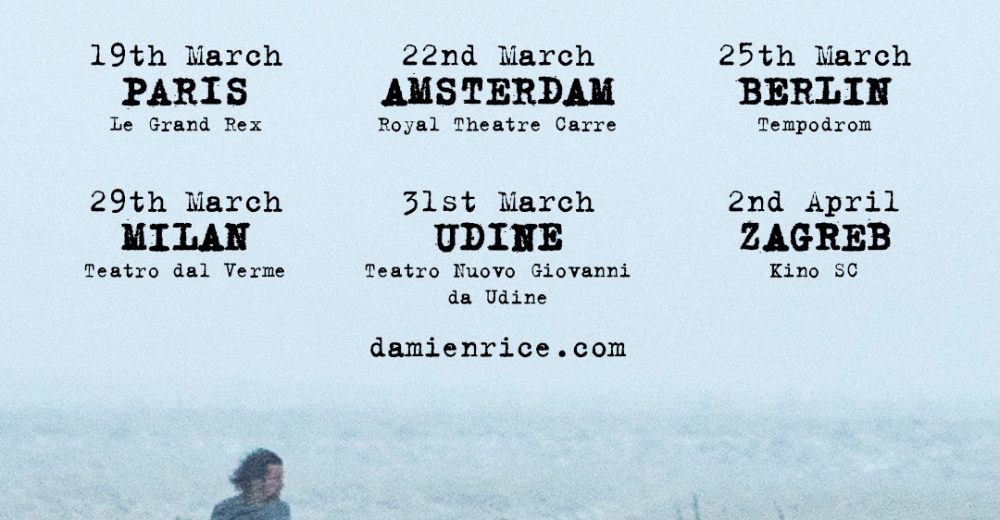 19th March
PARIS
Le Grand Rex
22nd March
AMSTERDAM
Royal Theatre Carre
25th March
BERLIN
Tempodrom
29th March
MILAN
Teatro dal Verme
31st March
UDINE
Teatro Nuovo Giovanni
da Udine
2nd April
ZAGREB
Kino SC
damienrice.com